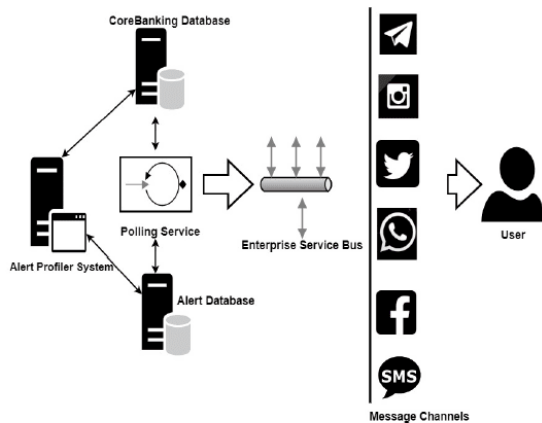 CoreBanking Database
Polling Service
Enterprise Service Bus
User
Alert Profiler System
Alert Database
SMS
Message Channels